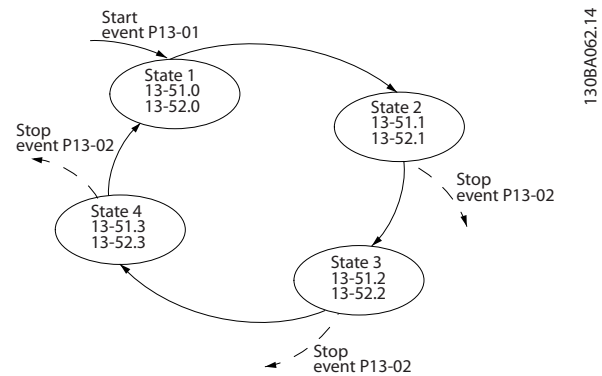 Start
event P13-01
130BA062.14
State 1
13-51.0
13-52.0
State 2
13-51.1
13-52.1
Stop
event P13-02
Stop
event P13-02
State 4
13-51.3
13-52.3
State 3
13-51.2
13-52.2
Stop
event P13-02